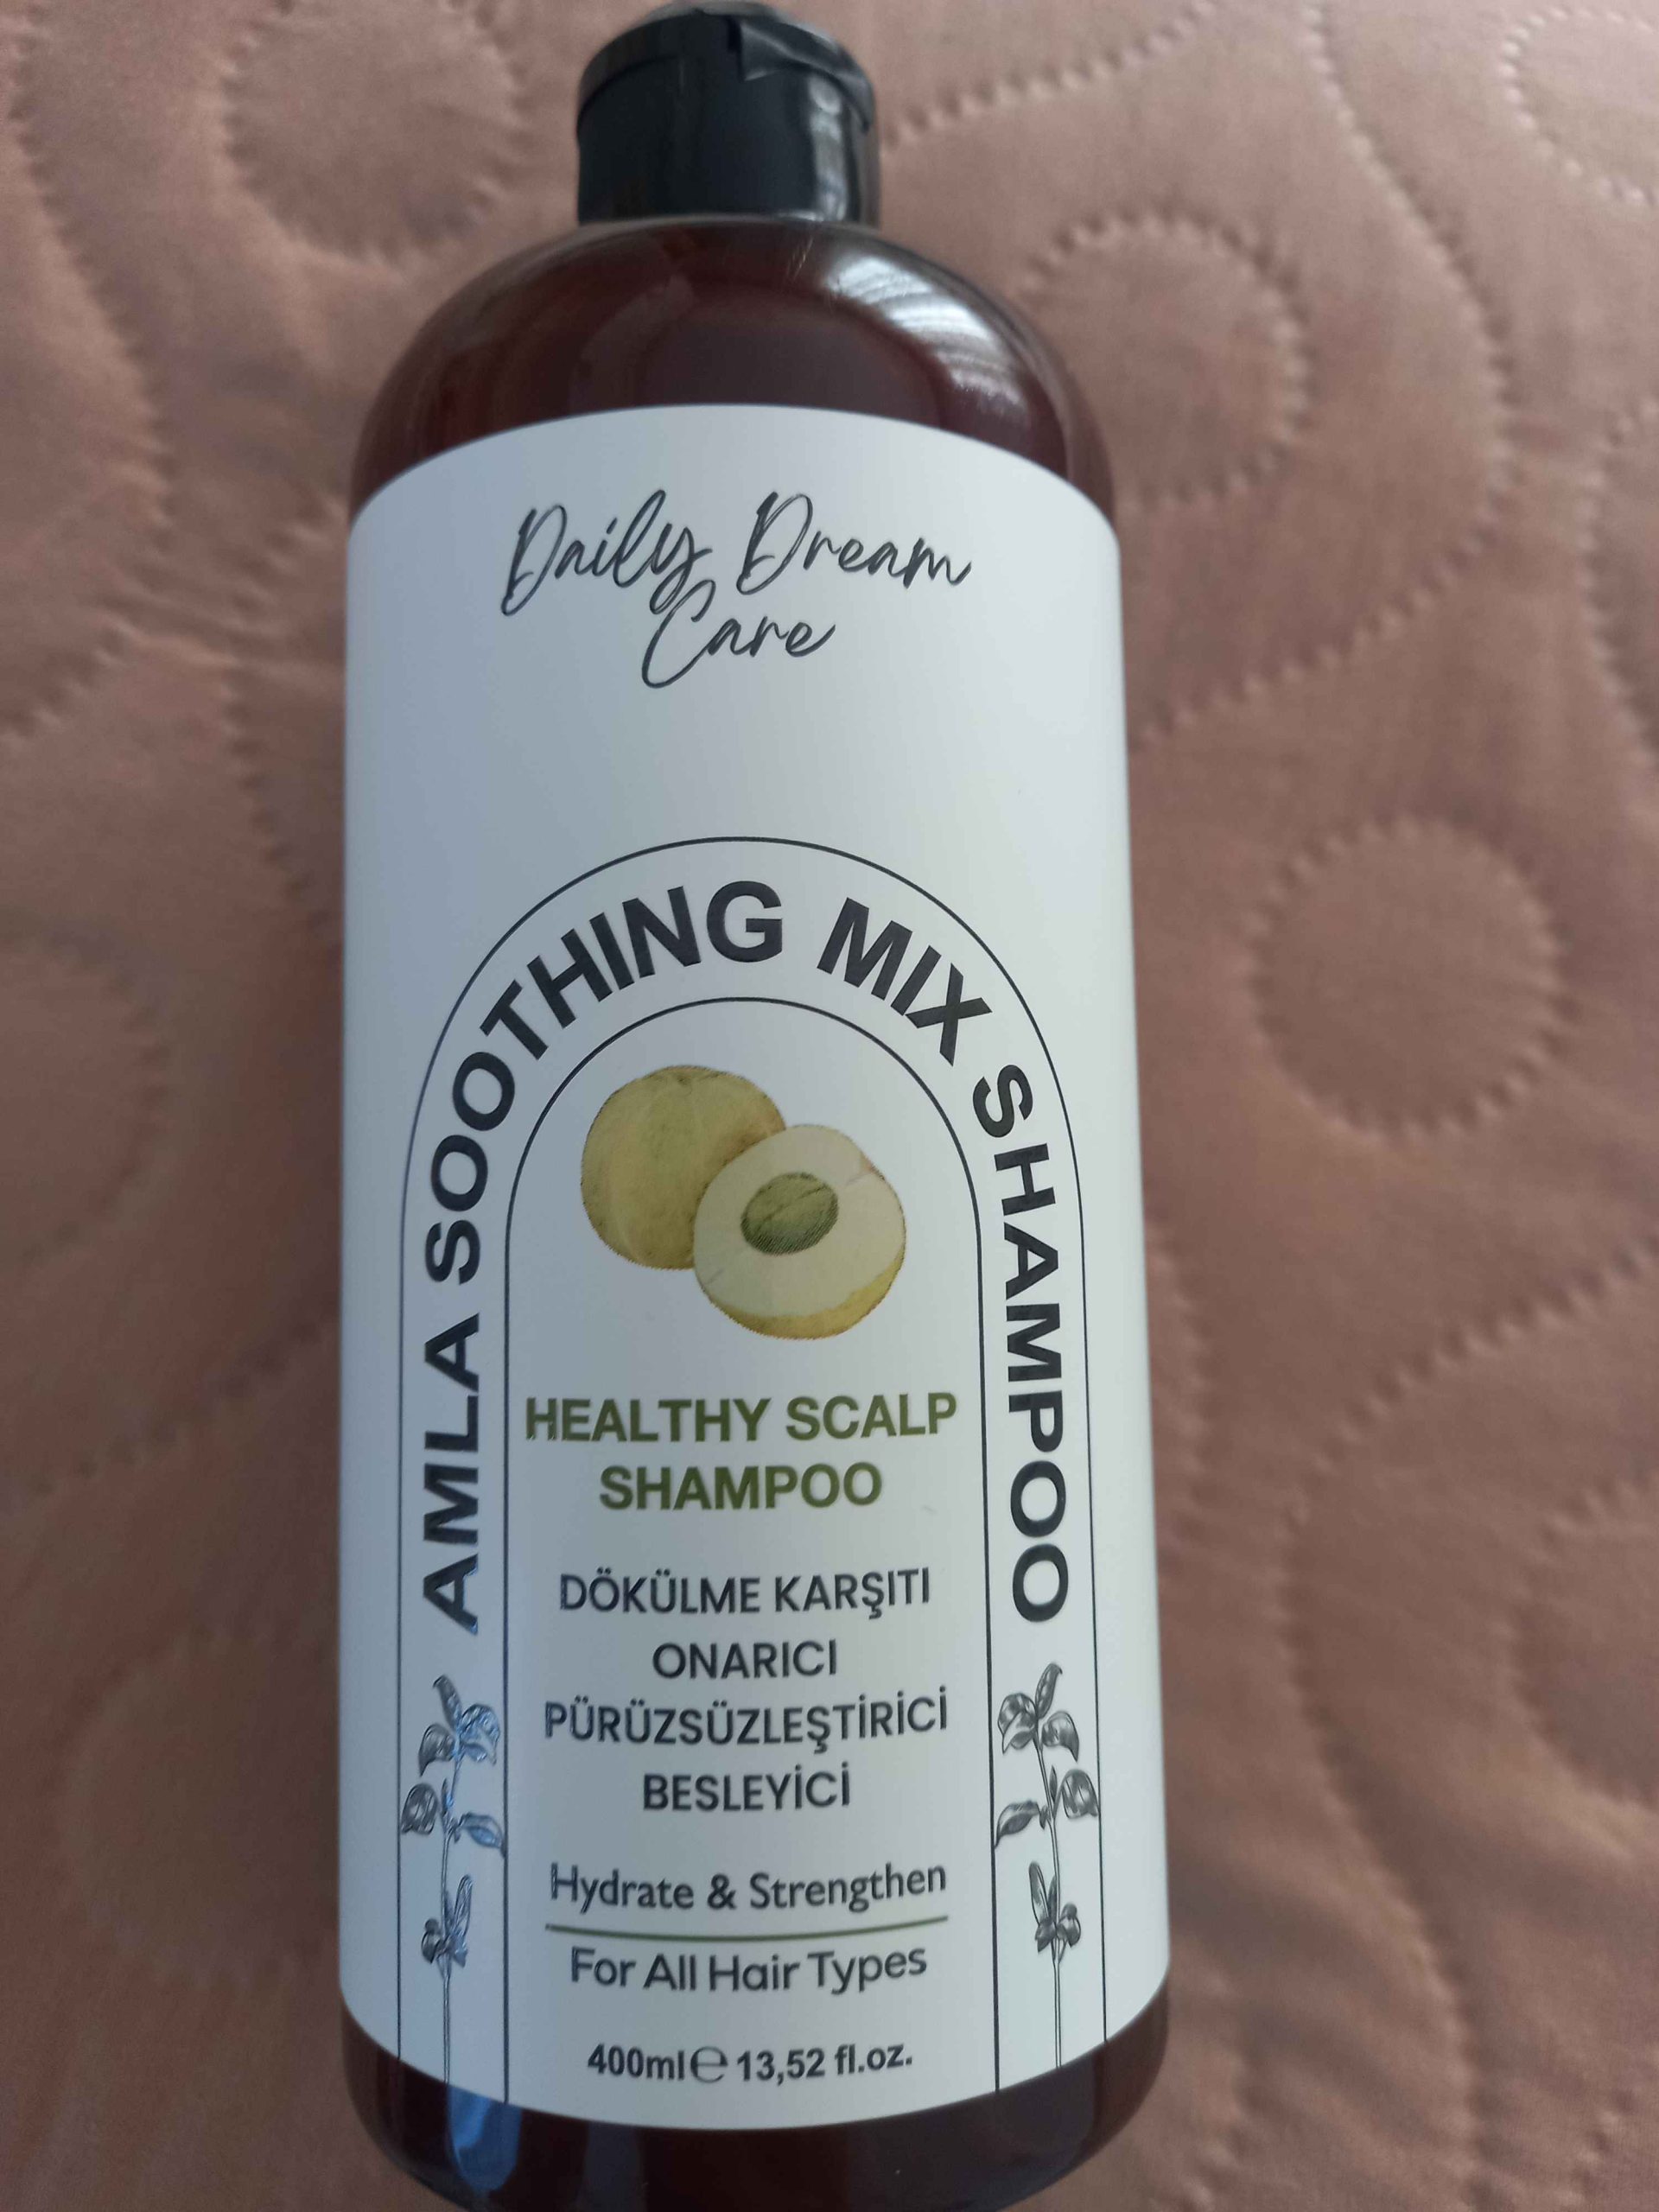 Daily Dream
Care
AMLA SOOTHING MIX SHAMPOO
HEALTHY SCALP
SHAMPOO
DÖKÜLME KARŞITI
ONARICI
PÜRÜZSÜZLEŞTİRİCİ
BESLEYİCİ
Hydrate & Strengthen
For All Hair Types
400ml℮ 13,52 fl.oz.